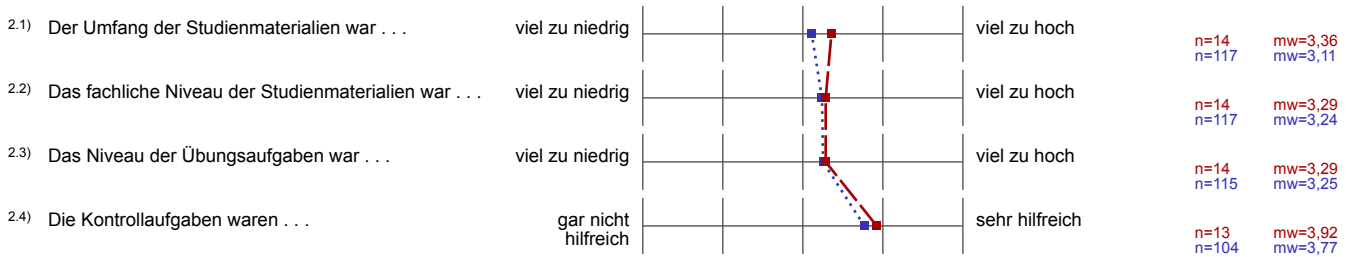 2.1) Der Umfang der Studienmaterialien war . . . viel zu niedrig viel zu hoch
n=14 mw=3,36
n=117 mw=3,11
2.2) Das fachliche Niveau der Studienmaterialien war . . . viel zu niedrig viel zu hoch
n=14 mw=3,29
n=117 mw=3,24
2.3) Das Niveau der Übungsaufgaben war . . . viel zu niedrig viel zu hoch
n=14 mw=3,29
n=115 mw=3,25
2.4) Die Kontrollaufgaben waren . . . gar nicht sehr hilfreich
hilfreich
n=13 mw=3,92
n=104 mw=3,77